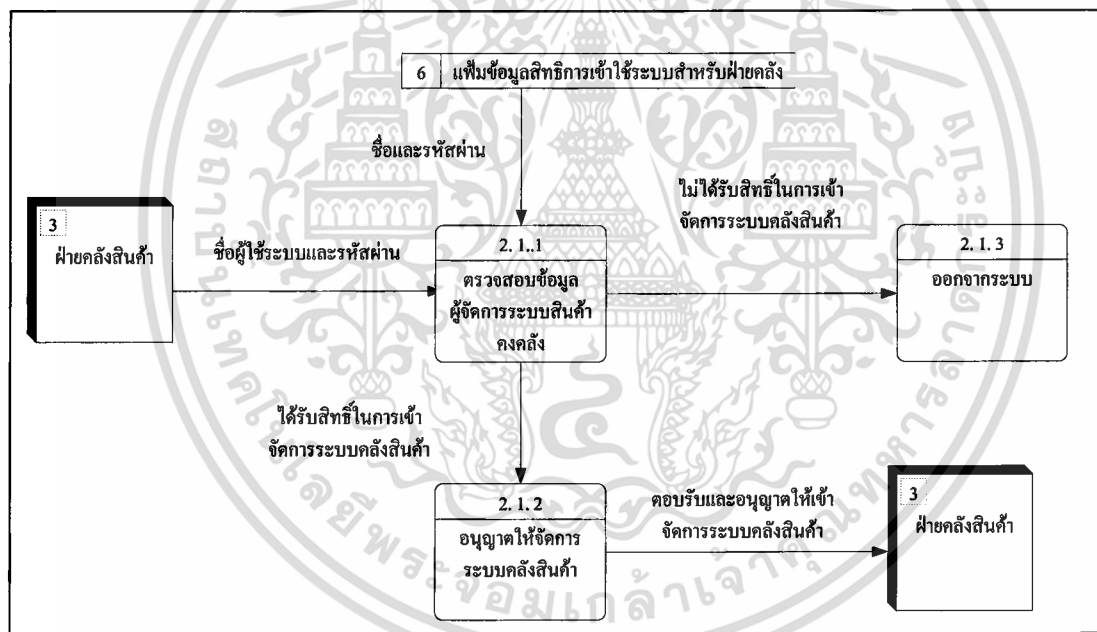 6 แฟ้มข้อมูลสิทธิการเข้าใช้ระบบสำหรับฝ่ายคลัง
ชื่อและรหัสผ่าน
ไม่ได้รับสิทธิ์ในการเข้า
จัดการระบบคลังสินค้า
3
ฝ่ายคลังสินค้า
ชื่อผู้ใช้ระบบและรหัสผ่าน
2. 1..1
ตรวจสอบข้อมูล
ผู้จัดการระบบสินค้า
คงคลัง
2. 1. 3
ออกจากระบบ
ได้รับสิทธิ์ในการเข้า
จัดการระบบคลังสินค้า
2. 1. 2
อนุญาตให้จัดการ
ระบบคลังสินค้า
ตอบรับและอนุญาตให้เข้า
จัดการระบบคลังสินค้า
3
ฝ่ายคลังสินค้า